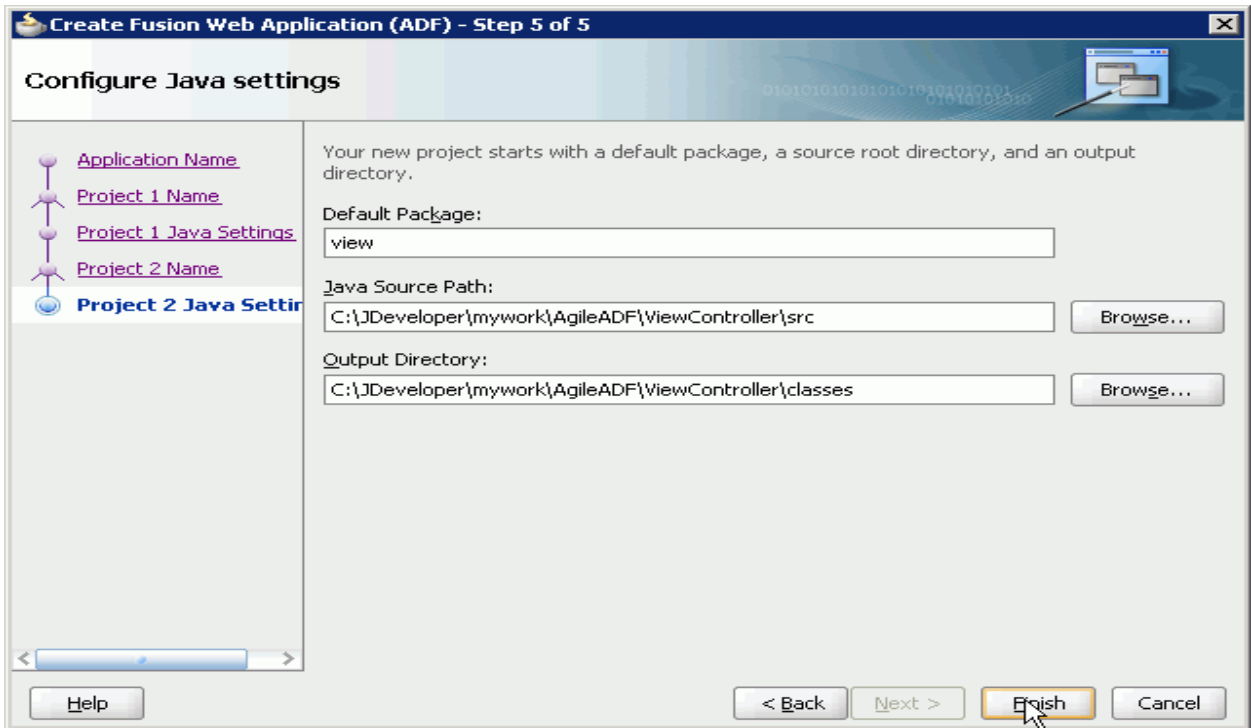 Create Fusion Web Application (ADF) - Step 5 of 5
Configure Java settings
0101010101010101010101010101
01010101010
Application Name
Project 1 Name
Project 1 Java Settings
Project 2 Name
Project 2 Java Settin
Your new project starts with a default package, a source root directory, and an output
directory.
Default Package:
view
Java Source Path:
C:\JDeveloper\mywork\AgileADF\ViewController\src
Browse...
Output Directory:
C:\JDeveloper\mywork\AgileADF\ViewController\classes
Browse...
Help
< Back
Next >
Finish
Cancel